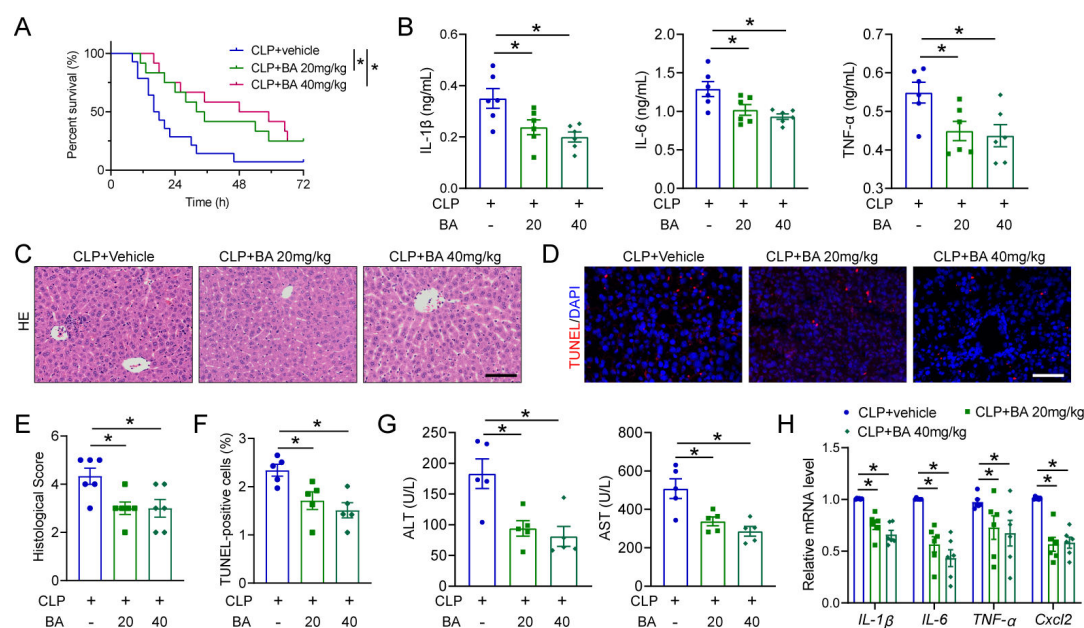 A
Percent survival (%)
100
50
0
0 24 48 72
Time (h)
CLP+vehicle
CLP+BA 20mg/kg
CLP+BA 40mg/kg
*
*
B
IL-1β (ng/mL)
0.6
0.4
0.2
0.0
* *
CLP + + +
BA - 20 40
IL-6 (ng/mL)
2.0
1.5
1.0
0.5
0.0
* *
CLP + + +
BA - 20 40
TNF-α (ng/mL)
0.7
0.6
0.5
0.4
0.3
* *
CLP + + +
BA - 20 40
C
CLP+Vehicle CLP+BA 20mg/kg CLP+BA 40mg/kg
HE
D
CLP+Vehicle CLP+BA 20mg/kg CLP+BA 40mg/kg
TUNEL/DAPI
E
Histological Score
6
4
2
0
* *
CLP + + +
BA - 20 40
F
TUNEL-positive cells (%)
3
2
1
0
* *
CLP + + +
BA - 20 40
G
ALT (U/L)
250
200
150
100
50
0
* *
CLP + + +
BA - 20 40
AST (U/L)
800
600
400
200
0
* *
CLP + + +
BA - 20 40
H
CLP+vehicle CLP+BA 20mg/kg
CLP+BA 40mg/kg
Relative mRNA level
1.5
1.0
0.5
0.0
* * * *
* * * *
IL-1β IL-6 TNF-α Cxcl2